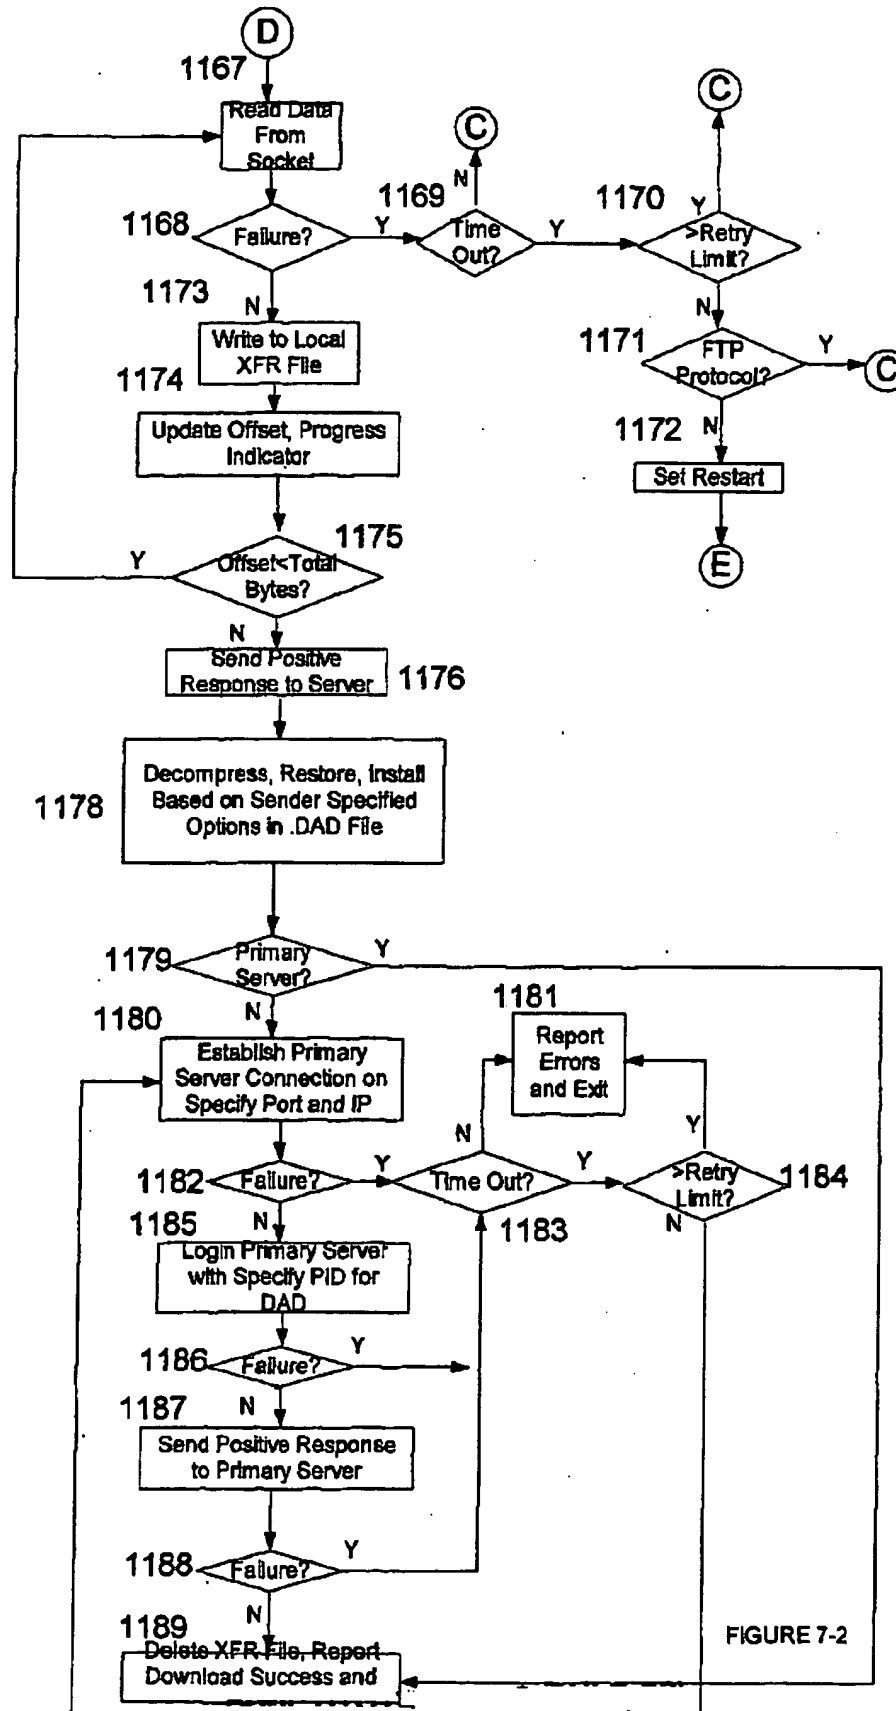 D
1167
Read Data
From
Socket
C
C
1168
Failure?
Y
1169
N
Time
Out?
Y
1170
Y
>Retry
Limit?
N
1173
N
Write to Local
XFR File
1171
FTP
Protocol?
Y
C
1174
Update Offset, Progress
Indicator
1172
N
Set Restart
E
1175
Y
Offset<Total
Bytes?
N
Send Positive
Response to Server
1176
1178
Decompress, Restore, Install
Based on Sender Specified
Options in .DAD File
1179
Primary
Server?
Y
N
1180
Establish Primary
Server Connection on
Specify Port and IP
1181
Report
Errors
and Exit
N
Y
1182
Failure?
Y
Time Out?
Y
1183
>Retry
Limit?
1184
N
N
1185
Login Primary Server
with Specify PID for
DAD
1186
Failure?
Y
N
1187
Send Positive Response
to Primary Server
1188
Failure?
Y
N
1189
Delete XFR File, Report
Download Success and
FIGURE 7-2